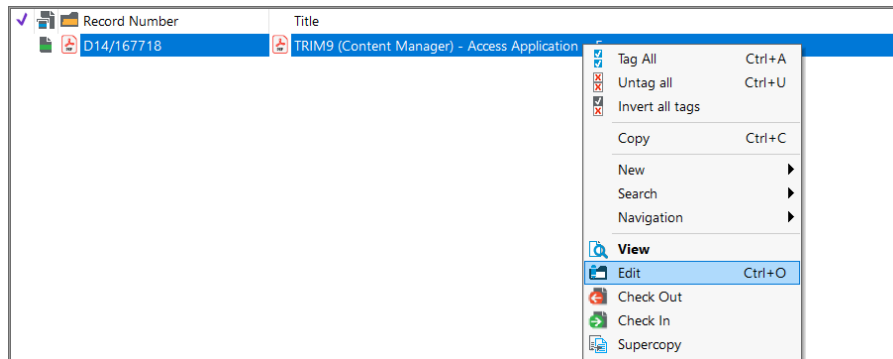 Record Number Title
D14/167718 TRIM9 (Content Manager) - Access Application
Tag All Ctrl+A
Untag all Ctrl+U
Invert all tags
Copy Ctrl+C
New
Search
Navigation
View
Edit Ctrl+O
Check Out
Check In
Supercopy